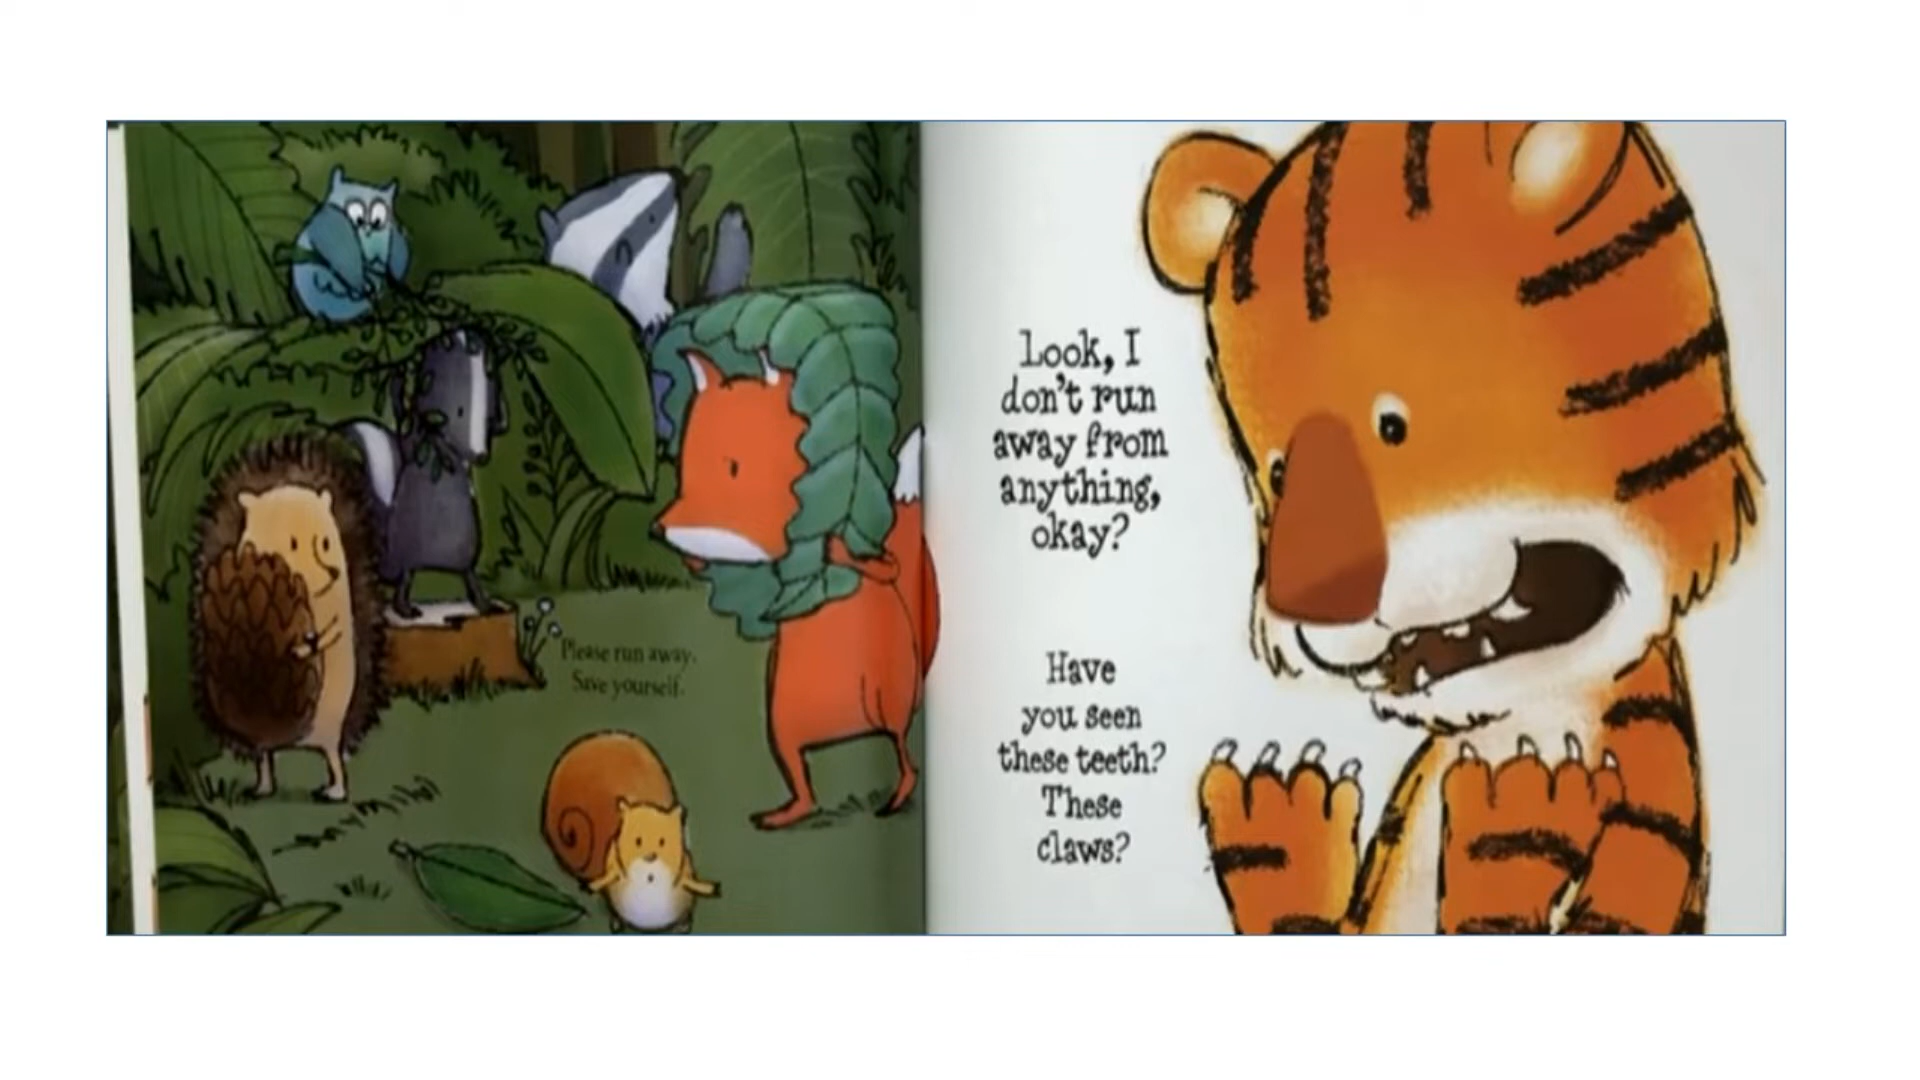 Please run away.
Save yourself.
Look, I
don't run
away from
anything,
okay?
Have
you seen
these teeth?
These
claws?